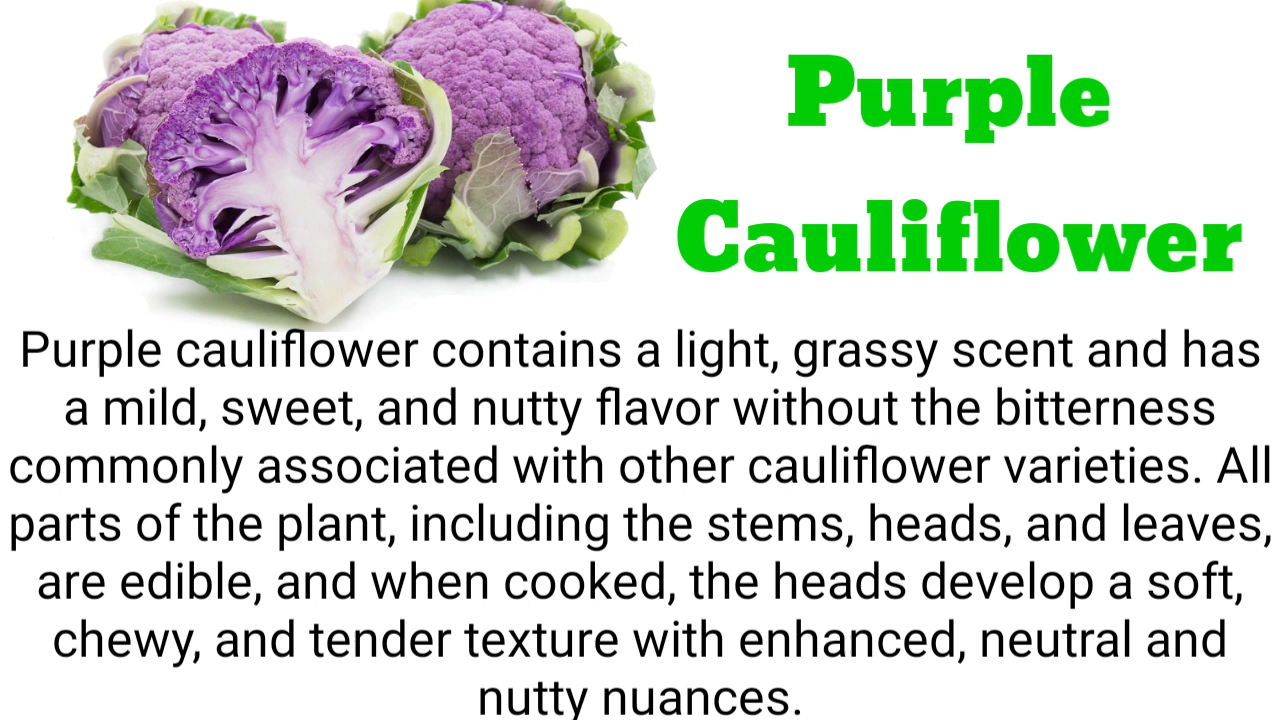 Purple
Cauliflower
Purple cauliflower contains a light, grassy scent and has
a mild, sweet, and nutty flavor without the bitterness
commonly associated with other cauliflower varieties. All
parts of the plant, including the stems, heads, and leaves,
are edible, and when cooked, the heads develop a soft,
chewy, and tender texture with enhanced, neutral and
nutty nuances.